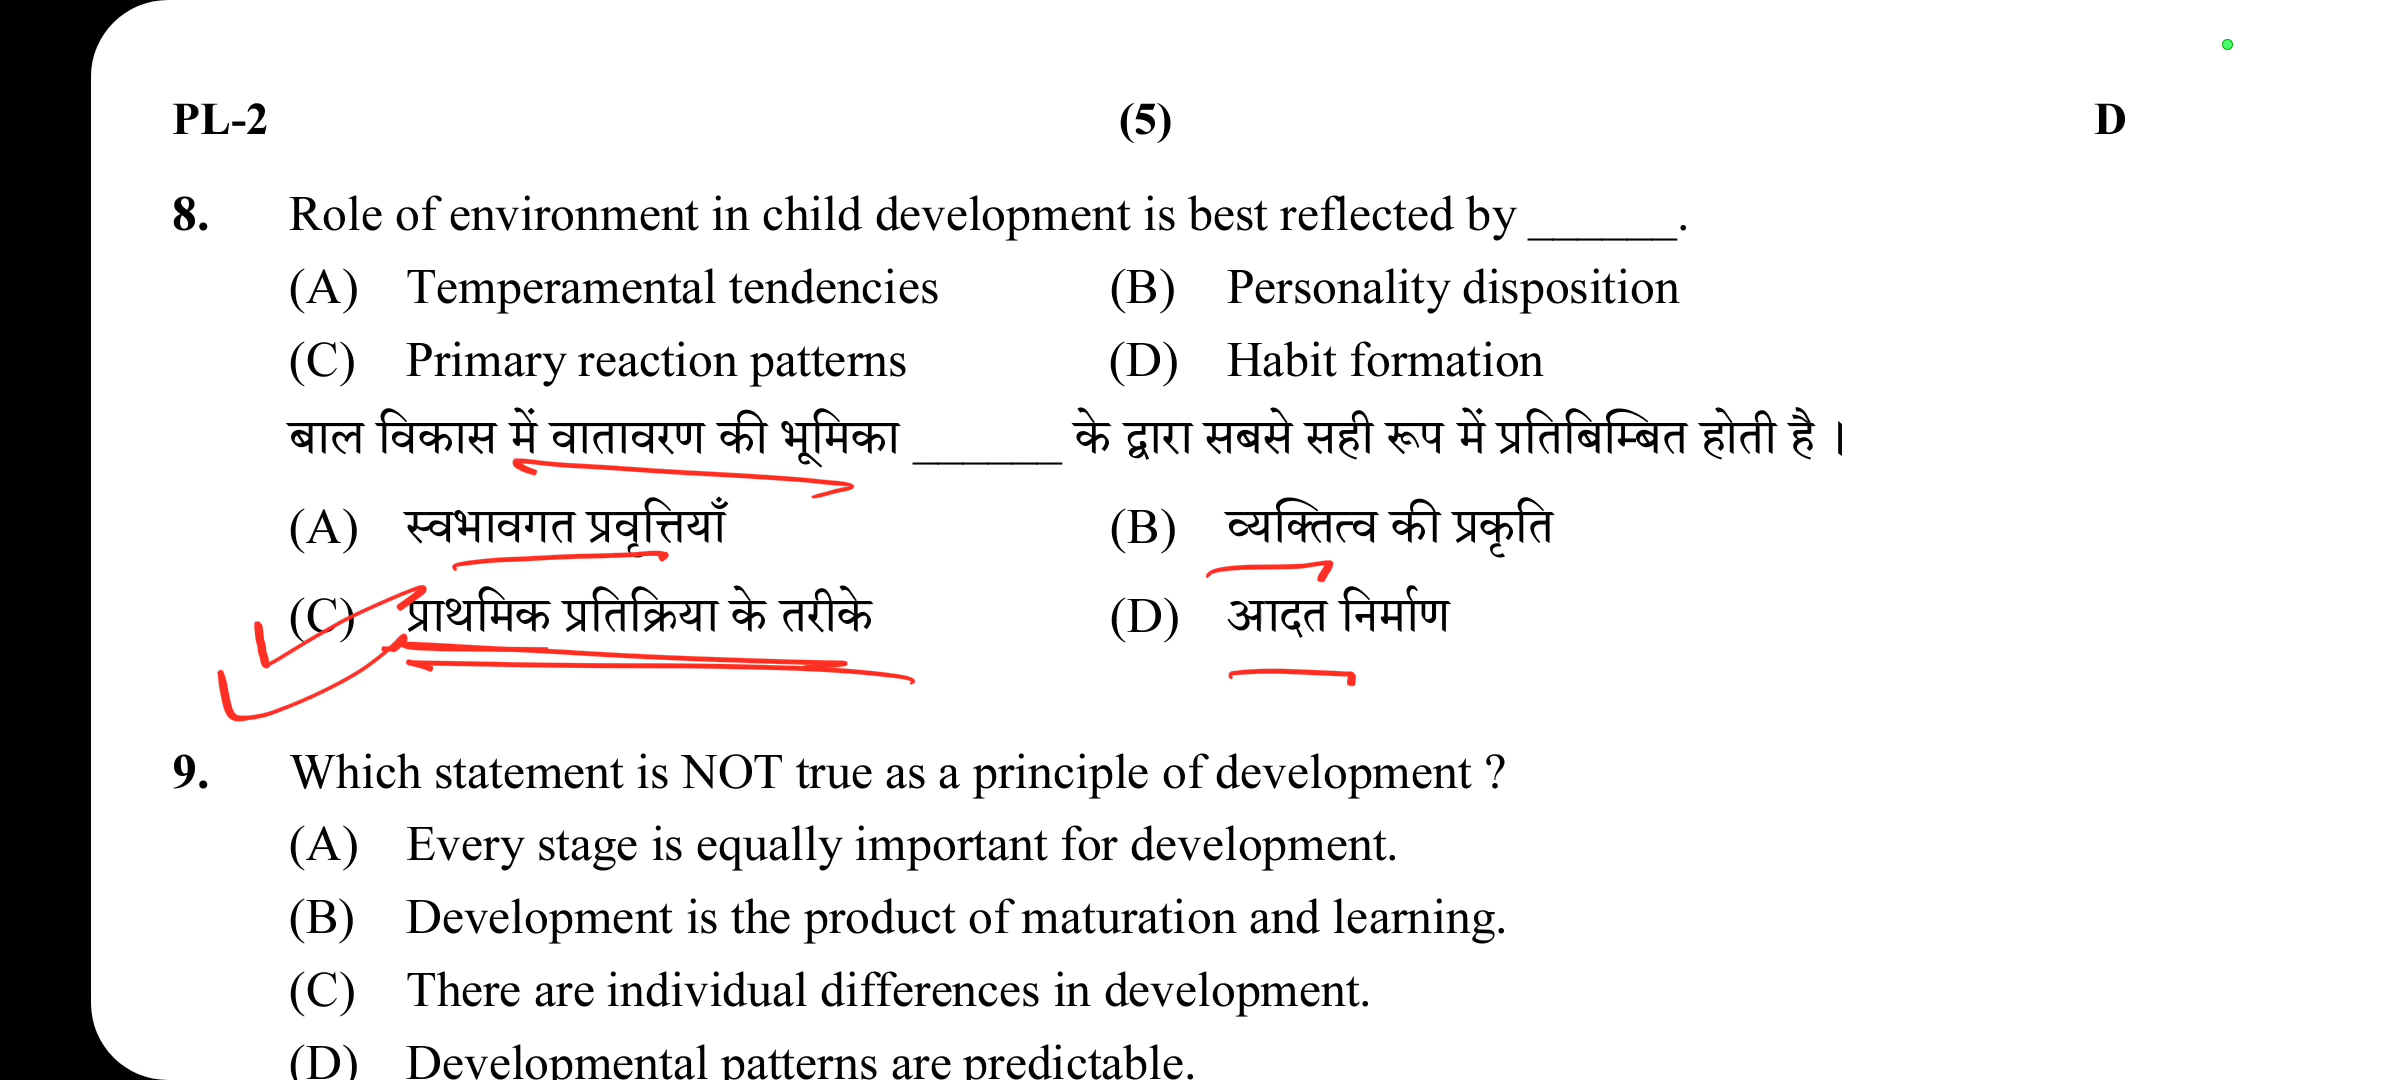 PL-2 (5) D
8. Role of environment in child development is best reflected by ______.
(A) Temperamental tendencies (B) Personality disposition
(C) Primary reaction patterns (D) Habit formation
बाल विकास में वातावरण की भूमिका ______ के द्वारा सबसे सही रूप में प्रतिबिम्बित होती है ।
(A) स्वभावगत प्रवृत्तियाँ (B) व्यक्तित्व की प्रकृति
(C) प्राथमिक प्रतिक्रिया के तरीके (D) आदत निर्माण
9. Which statement is NOT true as a principle of development ?
(A) Every stage is equally important for development.
(B) Development is the product of maturation and learning.
(C) There are individual differences in development.
(D) Developmental patterns are predictable.